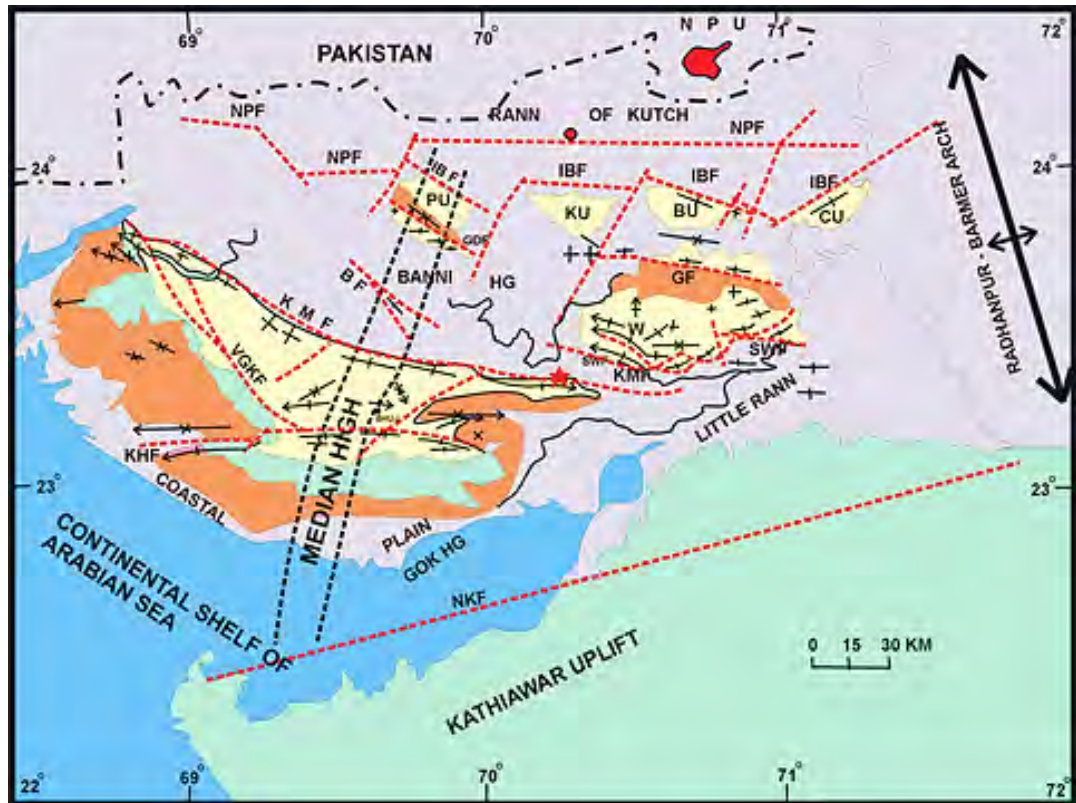 69°
70°
N P U
71°
72°
PAKISTAN
NPF
RANN OF KUTCH
NPF
24°
NPF
IBF
IBF
IBF
IBF
24°
PU
KU
BU
CU
GDF
BANNI
HG
GF
RADHANPUR - BARMER ARCH
BF
K M F
W
SWF
VGKF
KMF
LITTLE RANN
MEDIAN HIGH
KHF
23°
23°
COASTAL
PLAIN
GOK HG
CONTINENTAL SHELF OF
ARABIAN SEA
NKF
0 15 30 KM
KATHIAWAR UPLIFT
22°
69°
70°
71°
72°